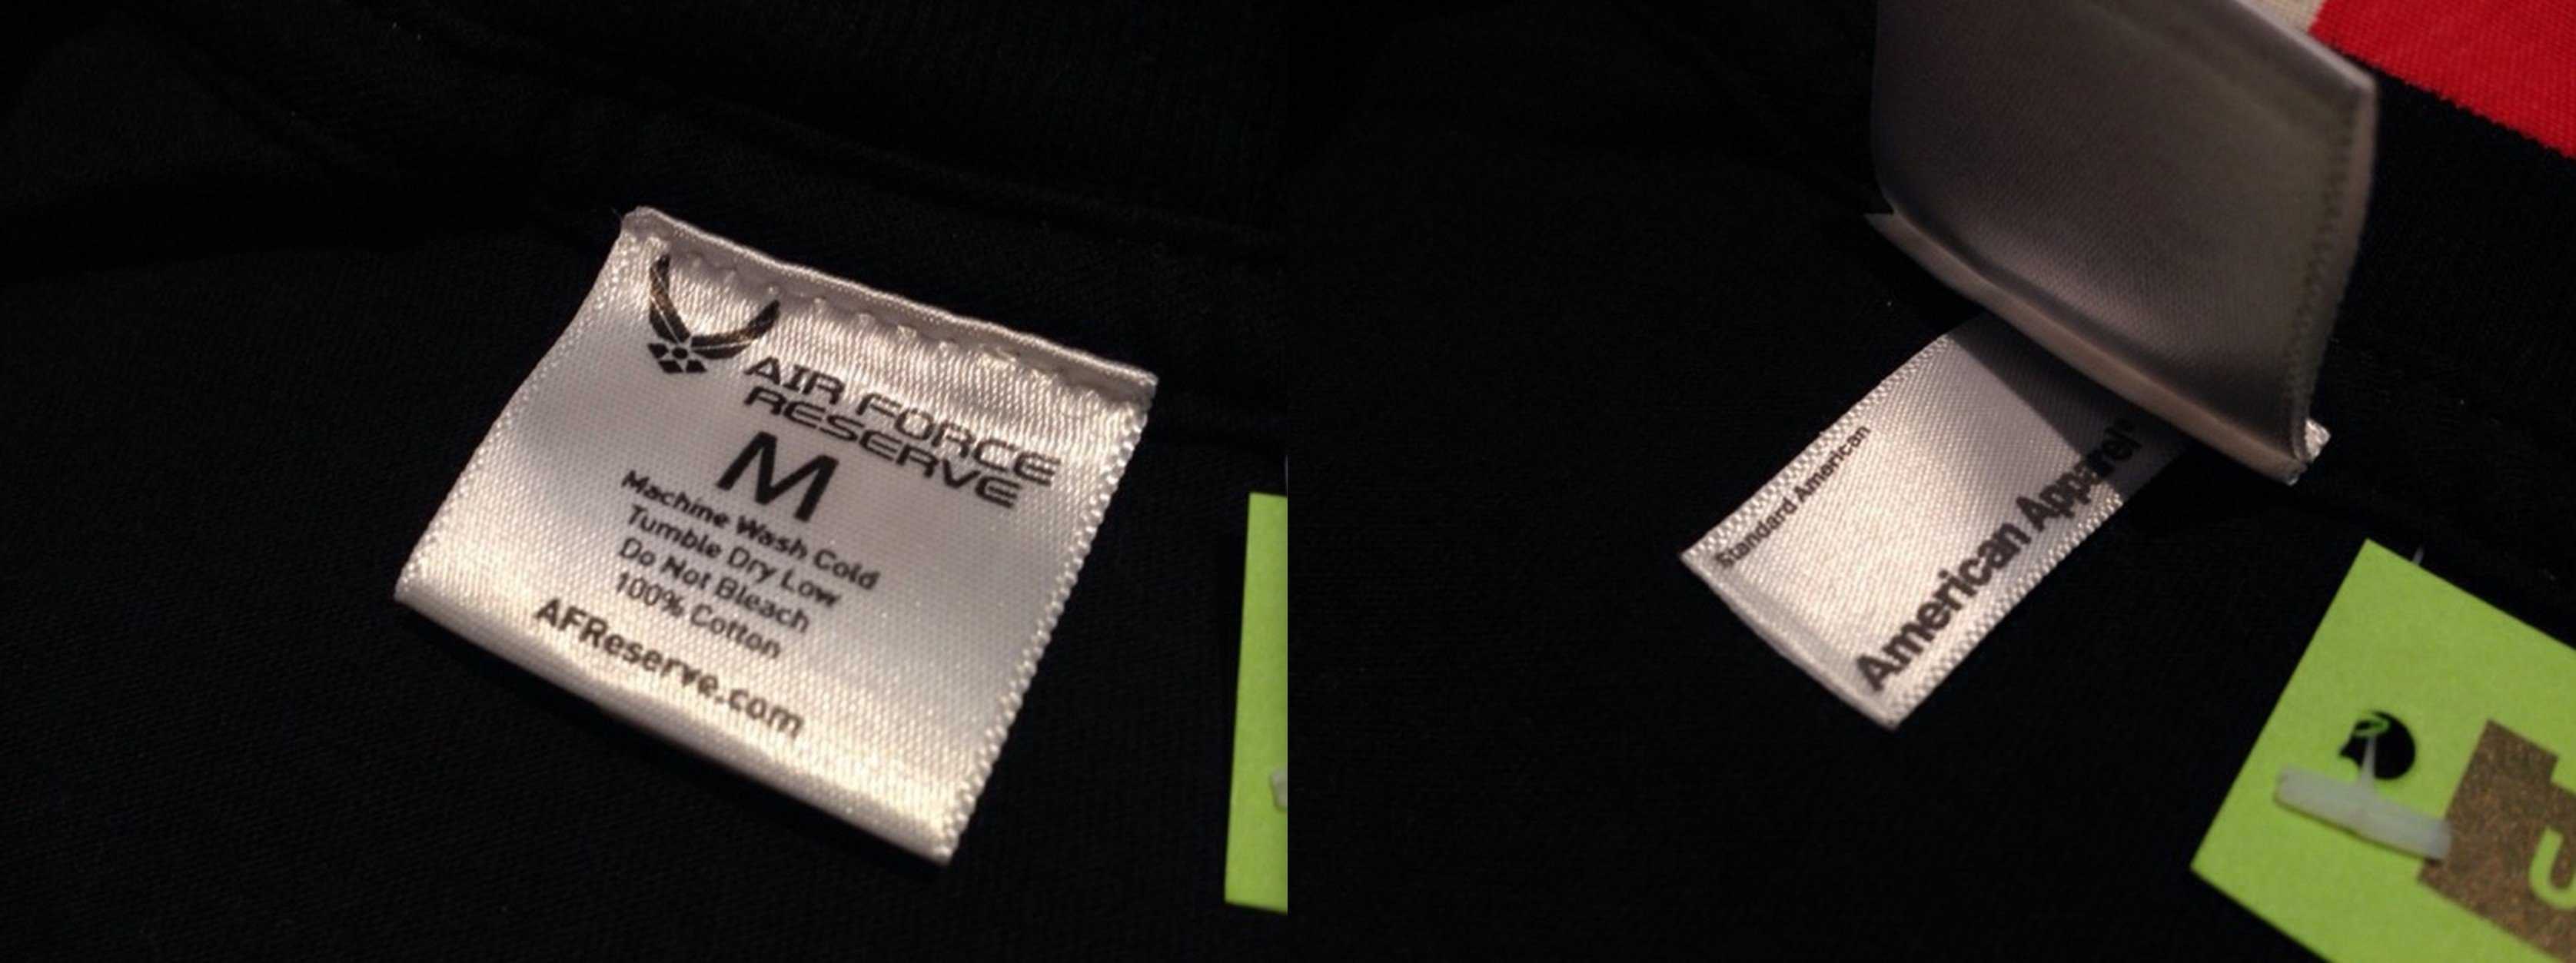 AIR FORCE
RESERVE
M
Machine Wash Cold
Tumble Dry Low
Do Not Bleach
100% Cotton
AFReserve.com
Standard American
American Apparel
U